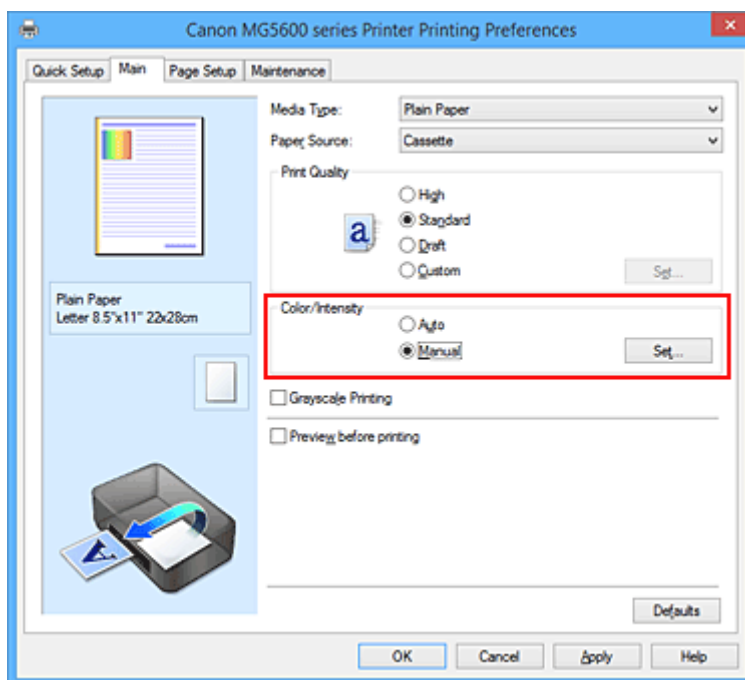 Canon MG5600 series Printer Printing Preferences
Quick Setup Main Page Setup Maintenance
Media Type: Plain Paper
Paper Source: Cassette
Print Quality
High
Standard
Draft
Custom Set...
a
Plain Paper
Letter 8.5"x11" 22x28cm
Color/Intensity
Auto
Manual Set...
Grayscale Printing
Preview before printing
A
Defaults
OK Cancel Apply Help